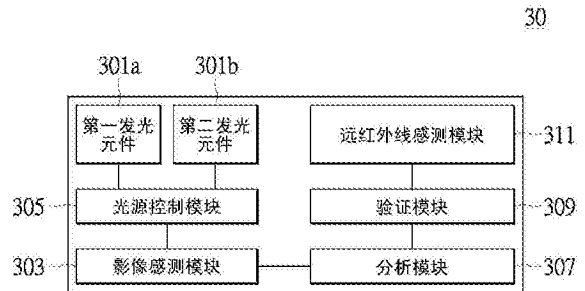 30
301a
301b
第一发光
元件
第二发光
元件
远红外线感测模块
311
305
光源控制模块
验证模块
309
303
影像感测模块
分析模块
307